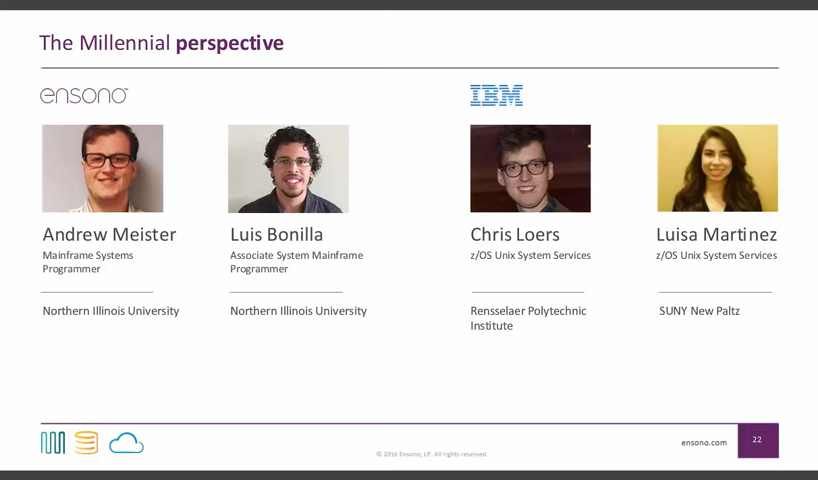 The Millennial perspective
ensono
IBM
Andrew Meister
Mainframe Systems
Programmer
Northern Illinois University
Luis Bonilla
Associate System Mainframe
Programmer
Northern Illinois University
Chris Loers
z/OS Unix System Services
Rensselaer Polytechnic
Institute
Luisa Martinez
z/OS Unix System Services
SUNY New Paltz
© 2016 Ensono, LP. All rights reserved.
ensono.com
22